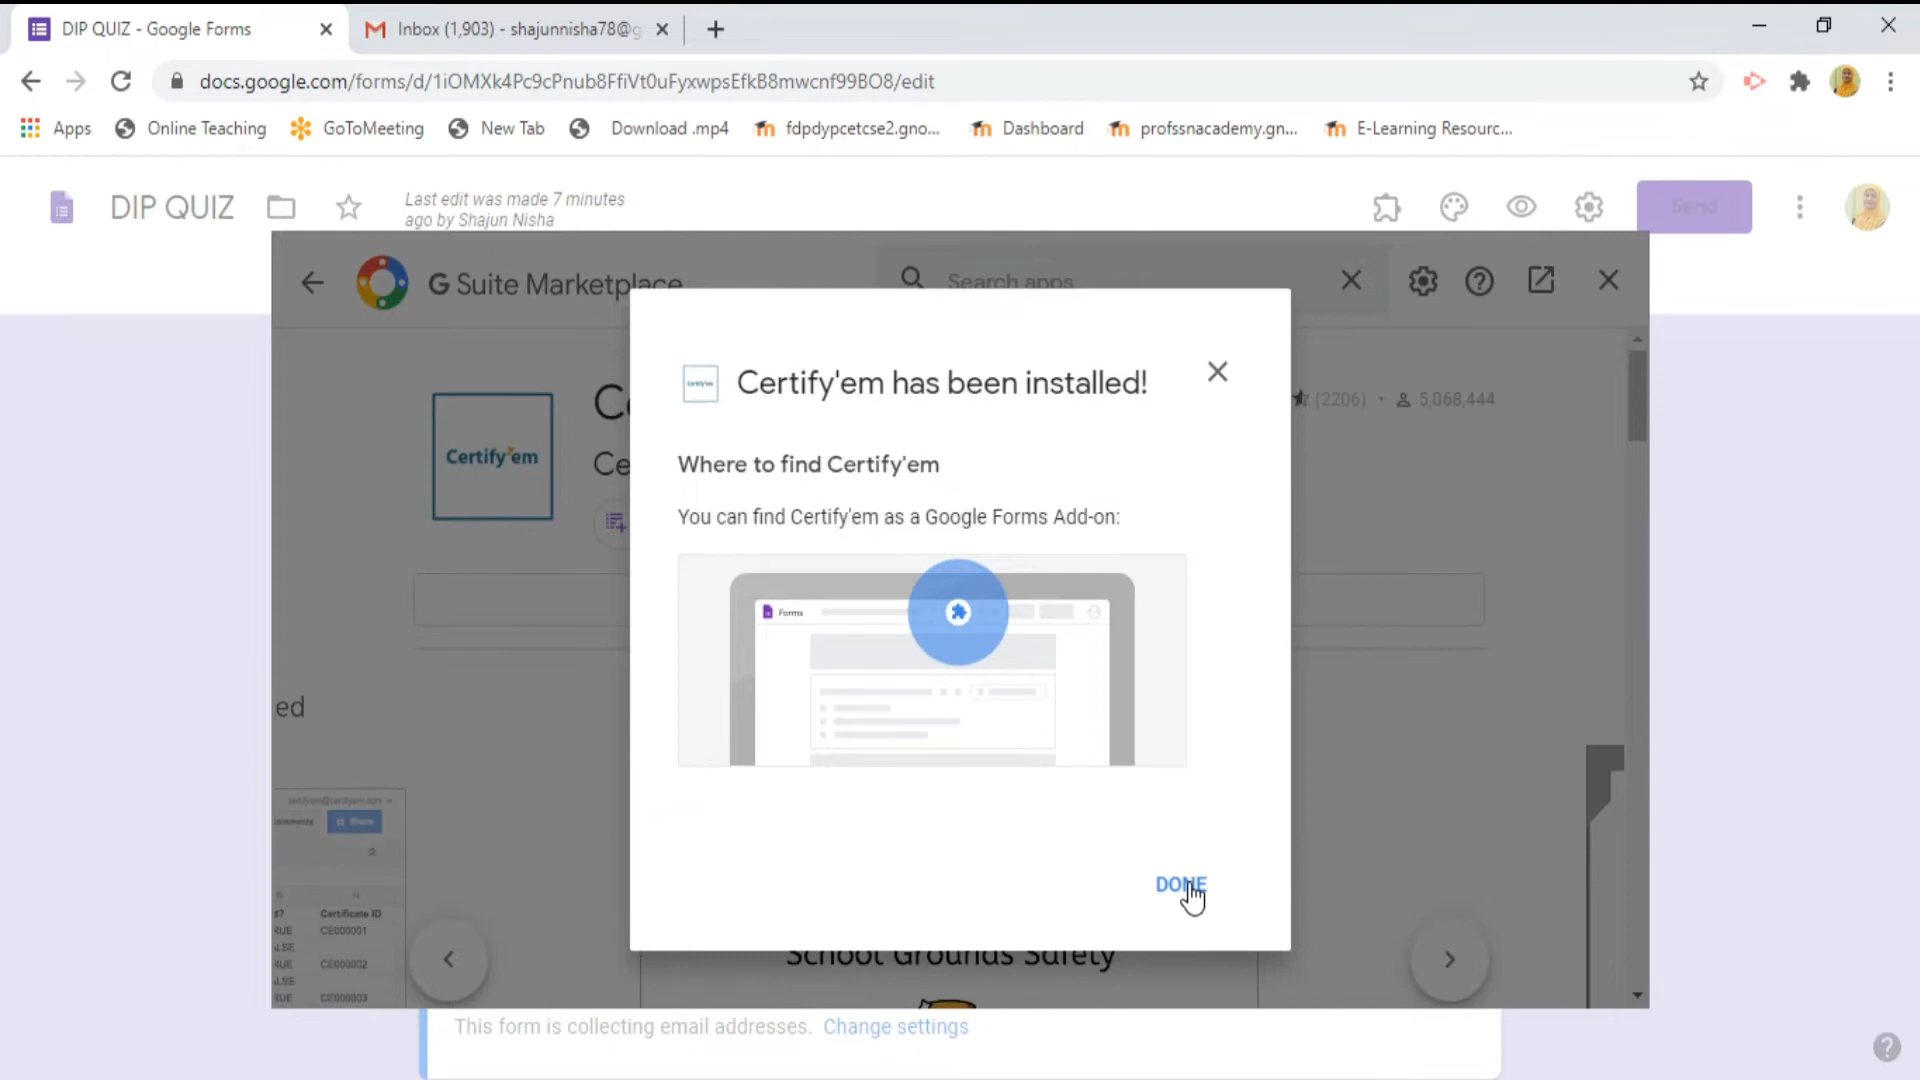 DIP QUIZ - Google Forms
Inbox (1,903) - shajunnisha78@g
docs.google.com/forms/d/1iOMXk4Pc9cPnub8FfiVt0uFyxwpsEfkB8mwcnf99BO8/edit
Apps
Online Teaching
GoToMeeting
New Tab
Download .mp4
fdpdypcetcse2.gno...
Dashboard
profssnacademy.gn...
E-Learning Resourc...
DIP QUIZ
Last edit was made 7 minutes
ago by Shajun Nisha
Send
G Suite Marketplace
Search apps
Certify'em has been installed!
(2206)
5,068,444
Certify'em
Ce
Where to find Certify'em
You can find Certify'em as a Google Forms Add-on:
Forms
ed
Share
Certificate ID
CE000001
CE000002
CE000003
DONE
School Grounds Safety
This form is collecting email addresses. Change settings